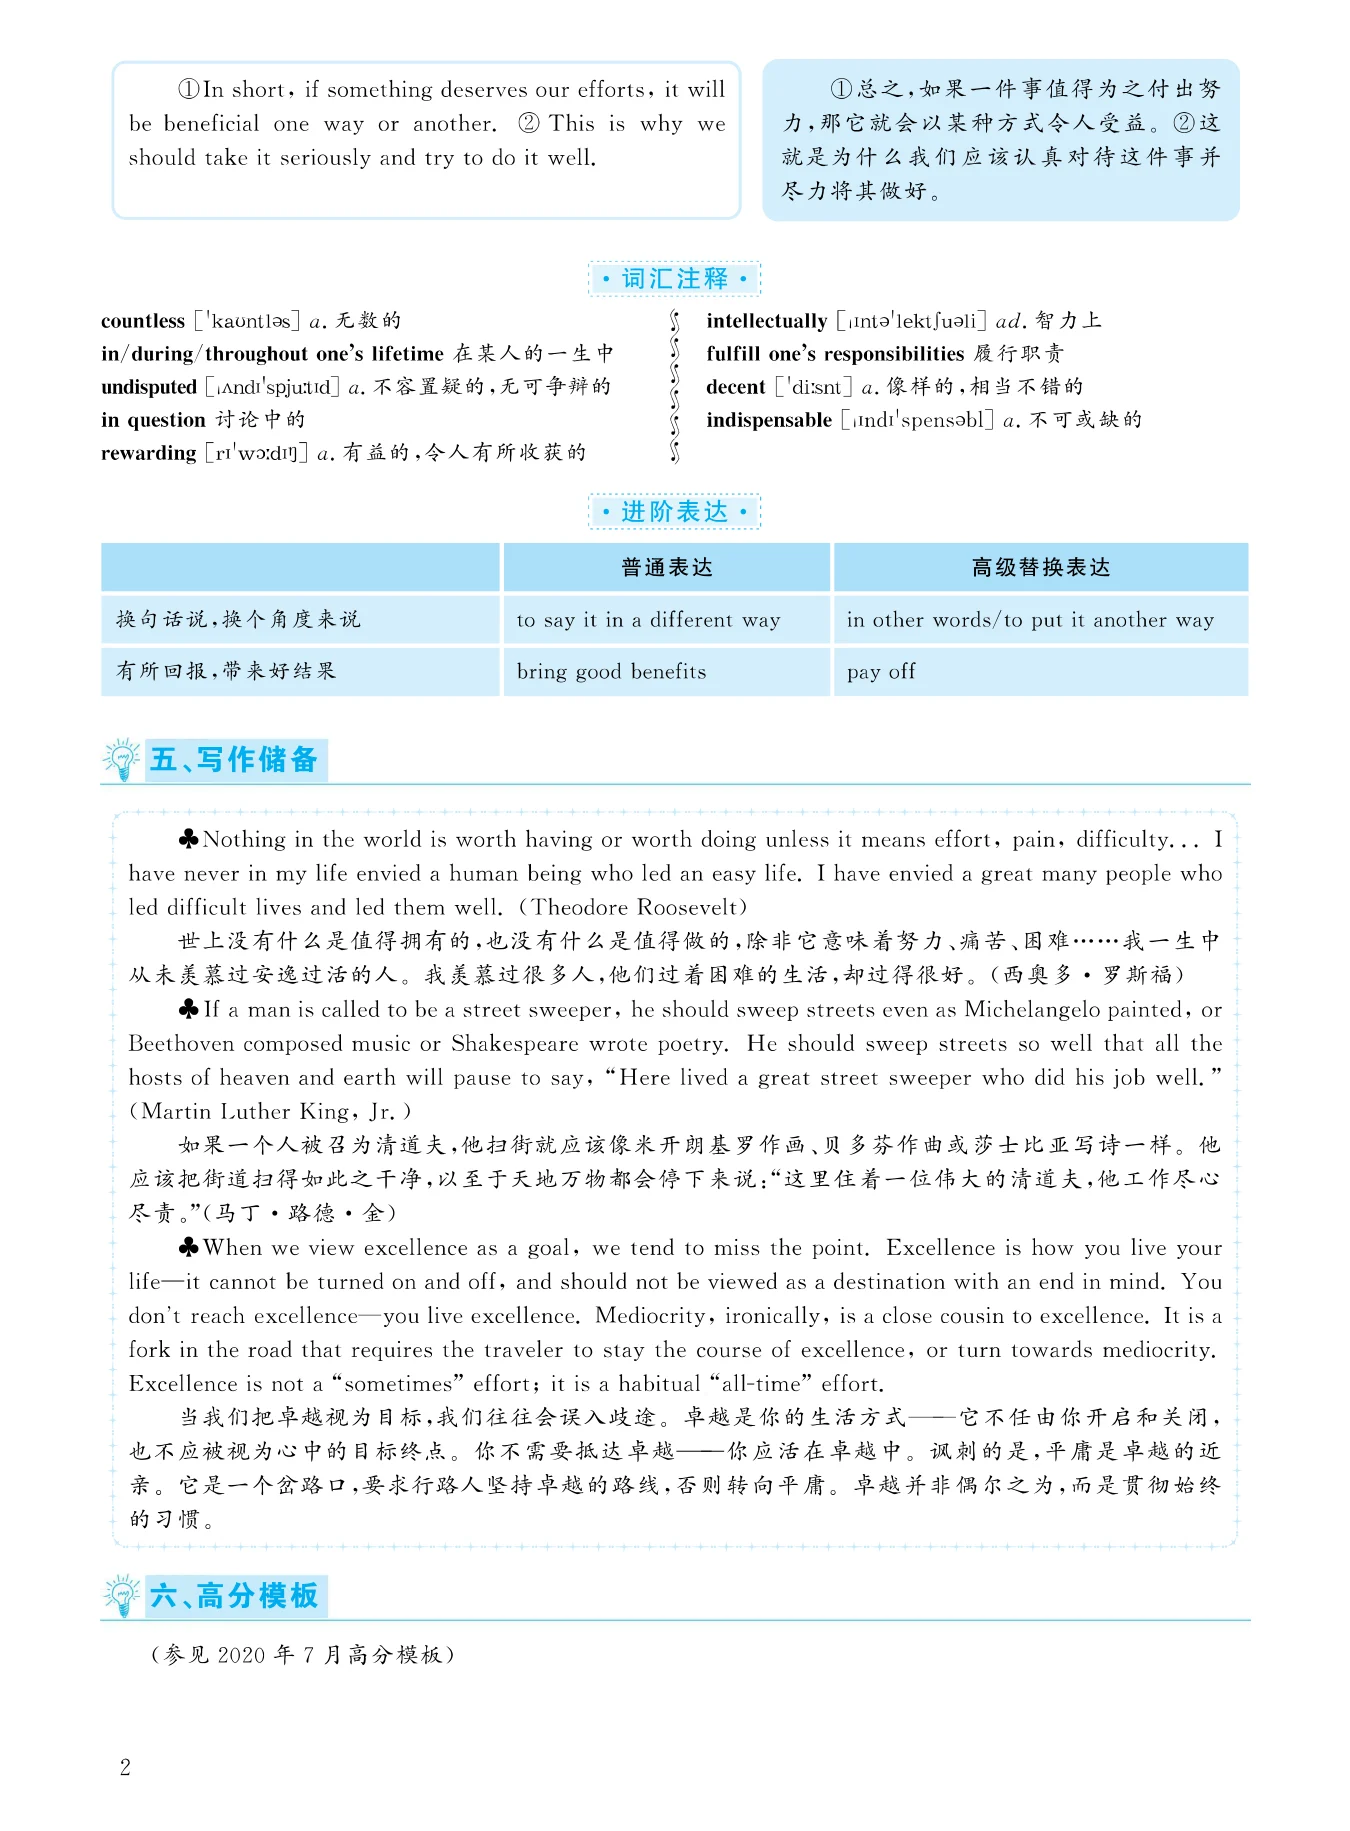 ①In short, if something deserves our efforts, it will
be beneficial one way or another. ② This is why we
should take it seriously and try to do it well.
①总之,如果一件事值得为之付出努
力,那它就会以某种方式令人受益。②这
就是为什么我们应该认真对待这件事并
尽力将其做好。
·词汇注释·
countless [ˈkaʊntləs] a. 无数的
in/during/throughout one's lifetime 在某人的一生中
undisputed [ˌʌndɪˈspjuːtɪd] a. 不容置疑的,无可争辩的
in question 讨论中的
rewarding [rɪˈwɔːdɪŋ] a. 有益的,令人有所收获的
intellectually [ˌɪntəˈlektʃuəli] ad. 智力上
fulfill one's responsibilities 履行职责
decent [ˈdiːsnt] a. 像样的,相当不错的
indispensable [ˌɪndɪˈspensəbl] a. 不可或缺的
·进阶表达·
普通表达 高级替换表达
换句话说,换个角度来说 to say it in a different way in other words/to put it another way
有所回报,带来好结果 bring good benefits pay off
五、写作储备
♣Nothing in the world is worth having or worth doing unless it means effort, pain, difficulty... I
have never in my life envied a human being who led an easy life. I have envied a great many people who
led difficult lives and led them well. (Theodore Roosevelt)
世上没有什么是值得拥有的,也没有什么是值得做的,除非它意味着努力、痛苦、困难……我一生中
从未羡慕过安逸过活的人。我羡慕过很多人,他们过着困难的生活,却过得很好。(西奥多·罗斯福)
♣If a man is called to be a street sweeper, he should sweep streets even as Michelangelo painted, or
Beethoven composed music or Shakespeare wrote poetry. He should sweep streets so well that all the
hosts of heaven and earth will pause to say, “Here lived a great street sweeper who did his job well.”
(Martin Luther King, Jr.)
如果一个人被召为清道夫,他扫街就应该像米开朗基罗作画、贝多芬作曲或莎士比亚写诗一样。他
应该把街道扫得如此之干净,以至于天地万物都会停下来说:“这里住着一位伟大的清道夫,他工作尽心
尽责。”(马丁·路德·金)
♣When we view excellence as a goal, we tend to miss the point. Excellence is how you live your
life—it cannot be turned on and off, and should not be viewed as a destination with an end in mind. You
don't reach excellence—you live excellence. Mediocrity, ironically, is a close cousin to excellence. It is a
fork in the road that requires the traveler to stay the course of excellence, or turn towards mediocrity.
Excellence is not a “sometimes” effort; it is a habitual “all-time” effort.
当我们把卓越视为目标,我们往往会误入歧途。卓越是你的生活方式——它不任由你开启和关闭,
也不应被视为心中的目标终点。你不需要抵达卓越——你应活在卓越中。讽刺的是,平庸是卓越的近
亲。它是一个岔路口,要求行路人坚持卓越的路线,否则转向平庸。卓越并非偶尔之为,而是贯彻始终
的习惯。
六、高分模板
(参见 2020 年 7 月高分模板)
2